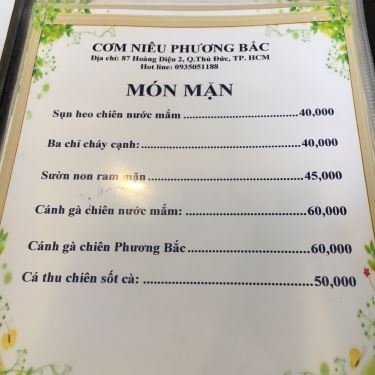 CƠM NIÊU PHƯƠNG BẮC
Địa chỉ: 87 Hoàng Diệu 2, Q.Thủ Đức, TP. HCM
Hot line: 0935051188
MÓN MẶN
Sụn heo chiên nước mắm ........................40,000
Ba chỉ cháy cạnh: ........................40,000
Sườn non ram mặn ........................45,000
Cánh gà chiên nước mắm: ........................60,000
Cánh gà chiên Phương Bắc........................60,000
Cá thu chiên sốt cà: ........................50,000